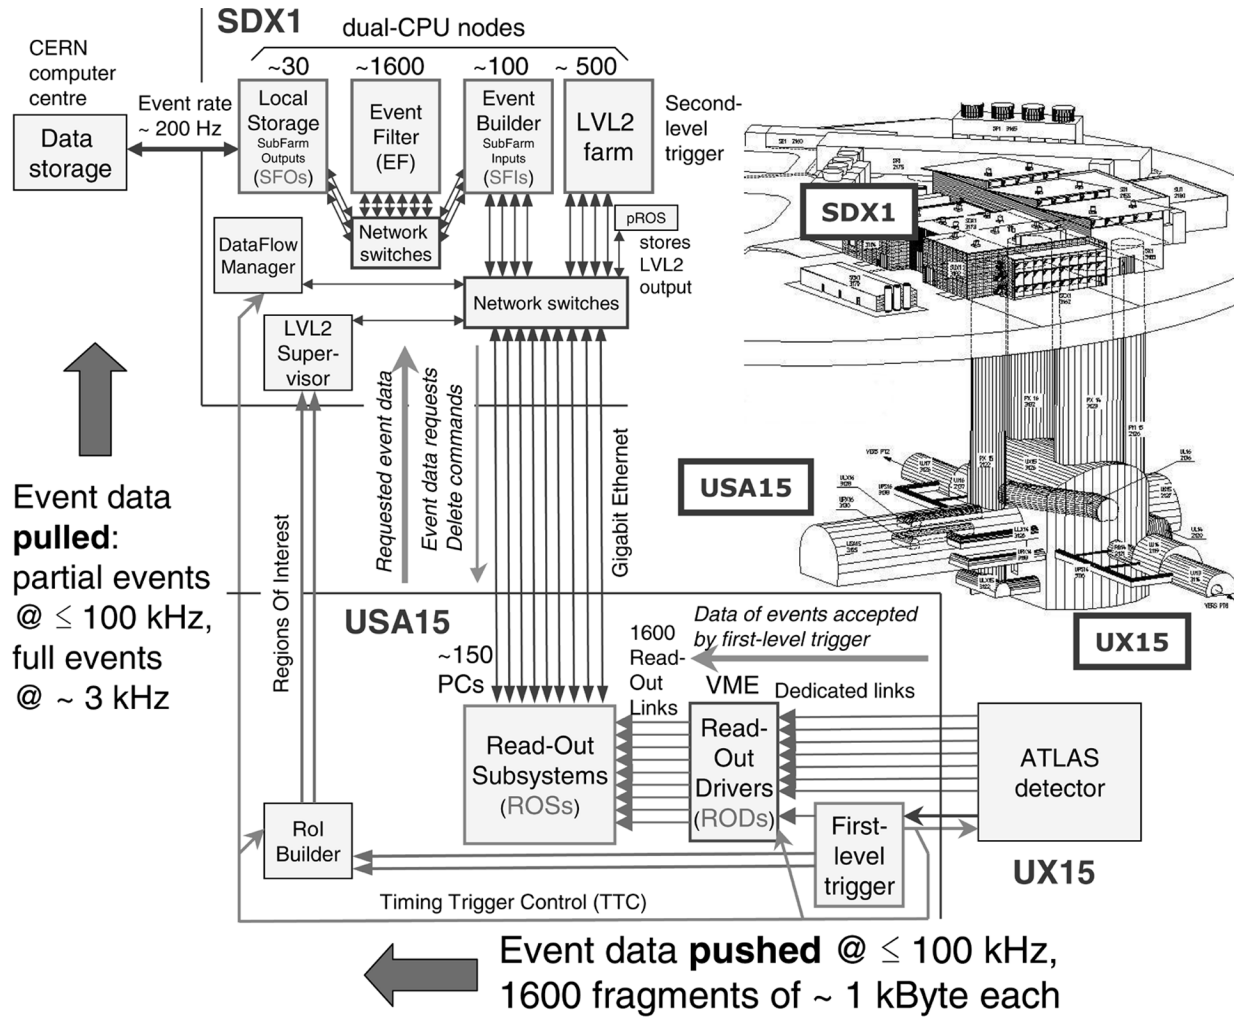 SDX1
dual-CPU nodes
CERN
computer
centre
~30
~1600
~100
~ 500
Event rate
~ 200 Hz
Data
storage
Local
Storage
SubFarm
Outputs
(SFOs)
Event
Filter
(EF)
Event
Builder
SubFarm
Inputs
(SFIs)
LVL2
farm
Second-
level
trigger
pROS
stores
LVL2
output
Network
switches
DataFlow
Manager
Network switches
LVL2
Super-
visor
Requested event data
Event data requests
Delete commands
Gigabit Ethernet
Regions Of Interest
Event data
pulled:
partial events
@ ≤ 100 kHz,
full events
@ ~ 3 kHz
USA15
Data of events accepted
by first-level trigger
~150
PCs
1600
Read-
Out
Links
VME
Dedicated links
Read-Out
Subsystems
(ROSs)
Read-
Out
Drivers
(RODs)
ATLAS
detector
First-
level
trigger
UX15
RoI
Builder
Timing Trigger Control (TTC)
Event data pushed @ ≤ 100 kHz,
1600 fragments of ~ 1 kByte each
SDX1
USA15
UX15